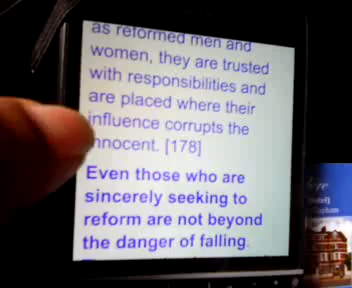 as reformed men and
women, they are trusted
with responsibilities and
are placed where their
influence corrupts the
nnocent. [178]
Even those who are
sincerely seeking to
reform are not beyond
the danger of falling.